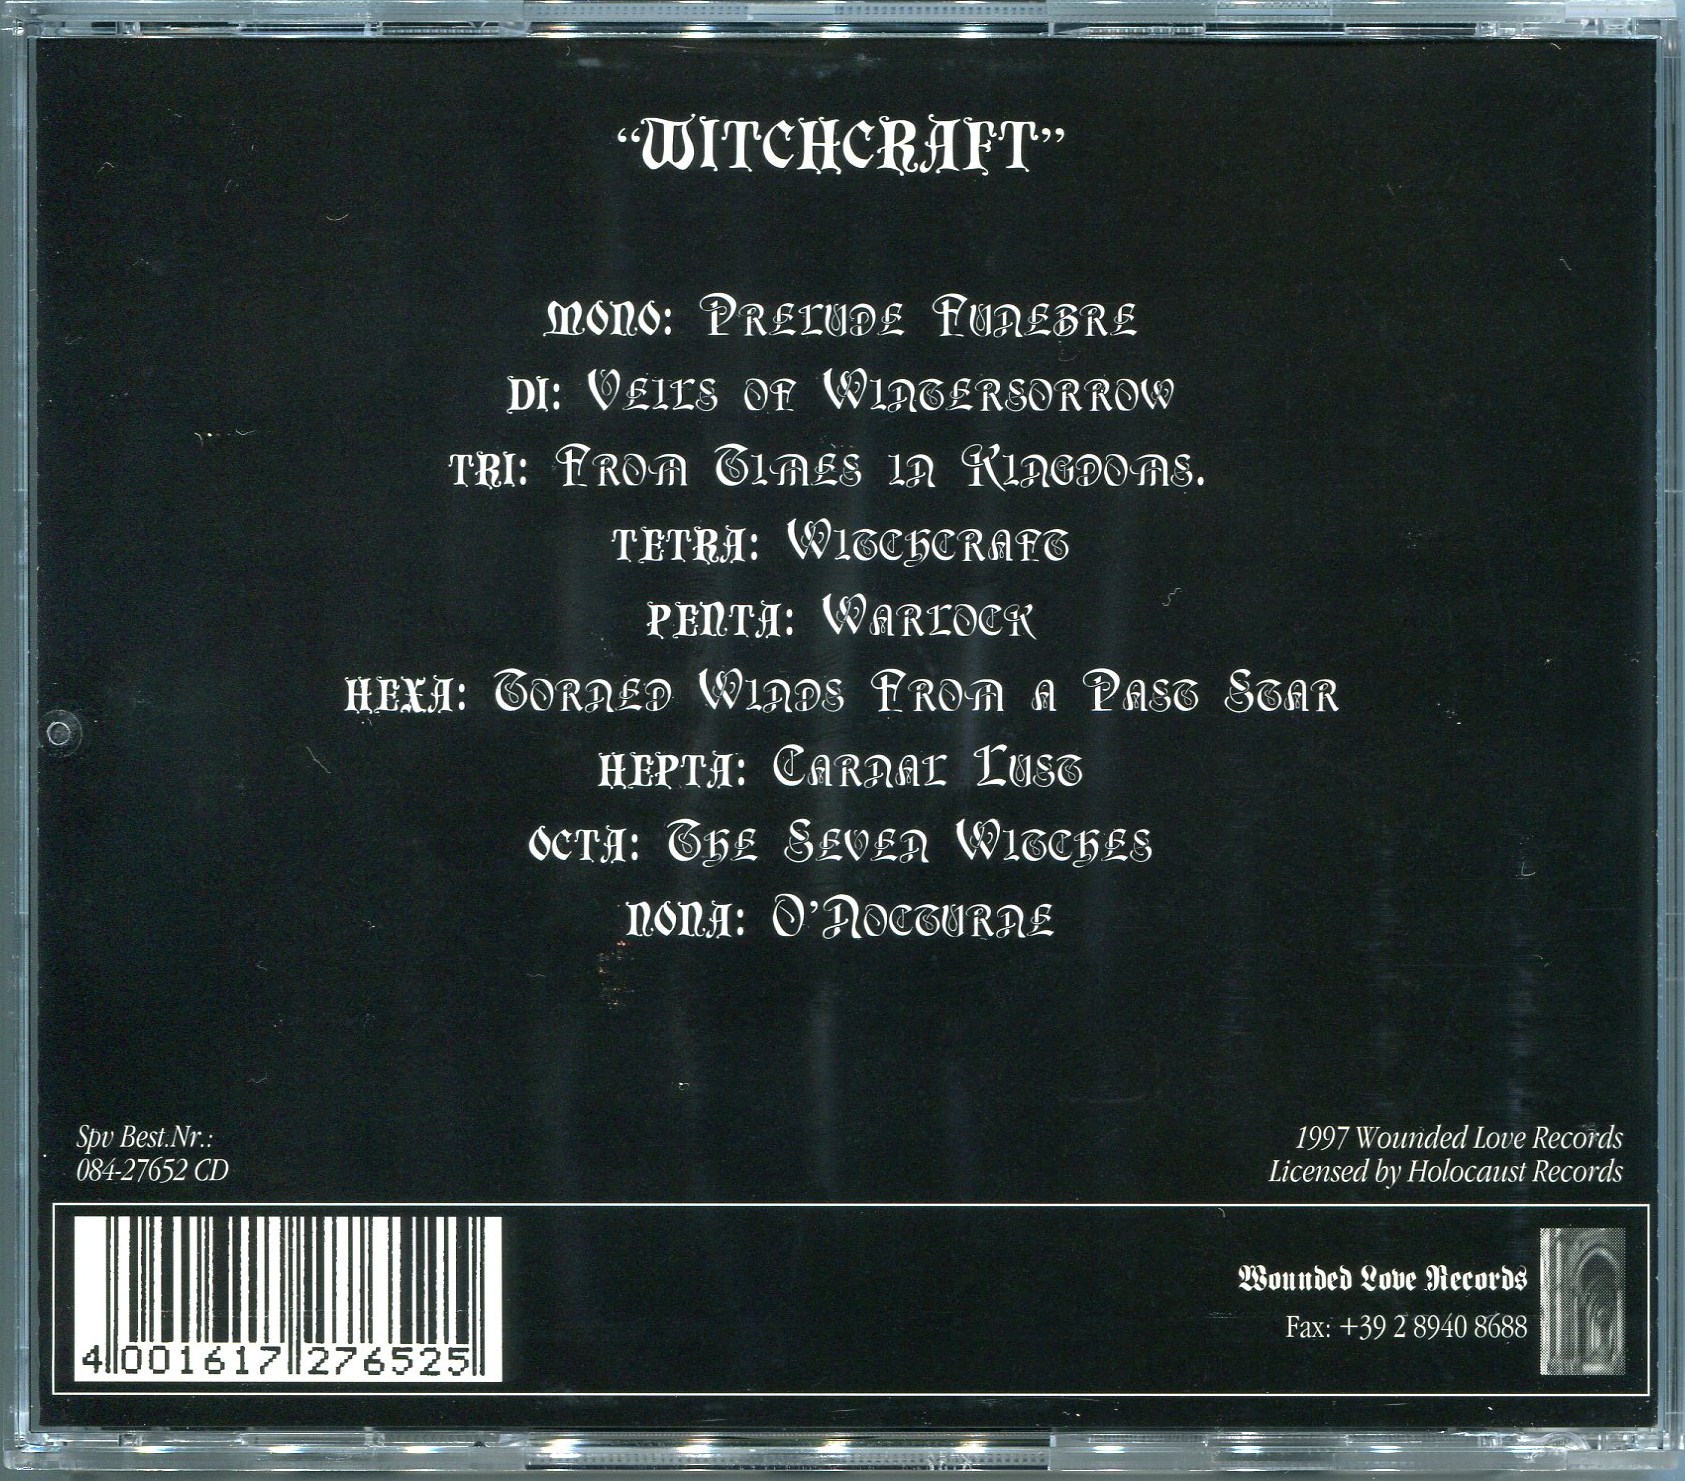 “WITCHCRAFT”
MONO: PRELUDE FUNEBRE
DI: VEILS OF WINTERSORROW
TRI: FROM TIMES IN KINGDOMS.
TETRA: WITCHCRAFT
PENTA: WARLOCK
HEXA: TORNED WINDS FROM A PAST STAR
HEPTA: CARNAL LUST
OCTA: THE SEVEN WITCHES
NONA: O’NOCTURNE
Spv Best.Nr.:
084-27652 CD
1997 Wounded Love Records
Licensed by Holocaust Records
4 001617 276525
Wounded Love Records
Fax: +39 2 8940 8688